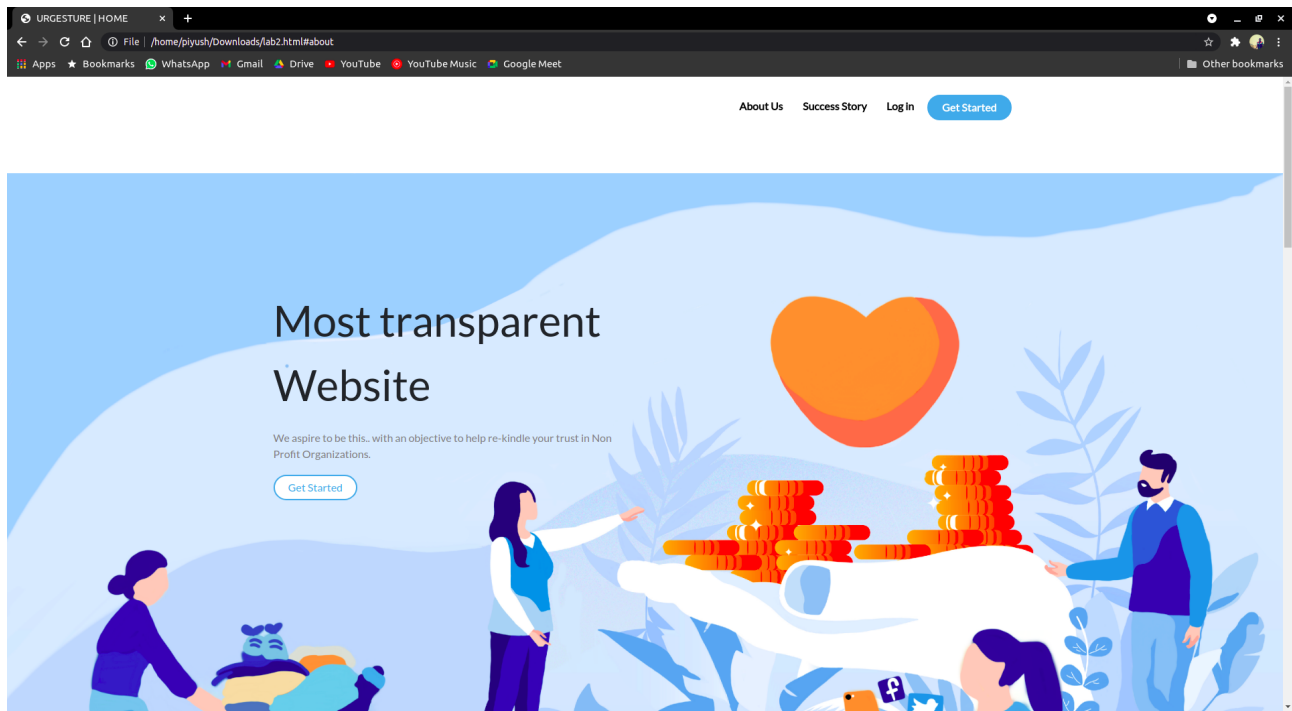 URGESTURE | HOME
File | /home/piyush/Downloads/lab2.html#about
Apps Bookmarks WhatsApp Gmail Drive YouTube YouTube Music Google Meet Other bookmarks
About Us Success Story Log in Get Started
Most transparent
Website
We aspire to be this.. with an objective to help re-kindle your trust in Non
Profit Organizations.
Get Started